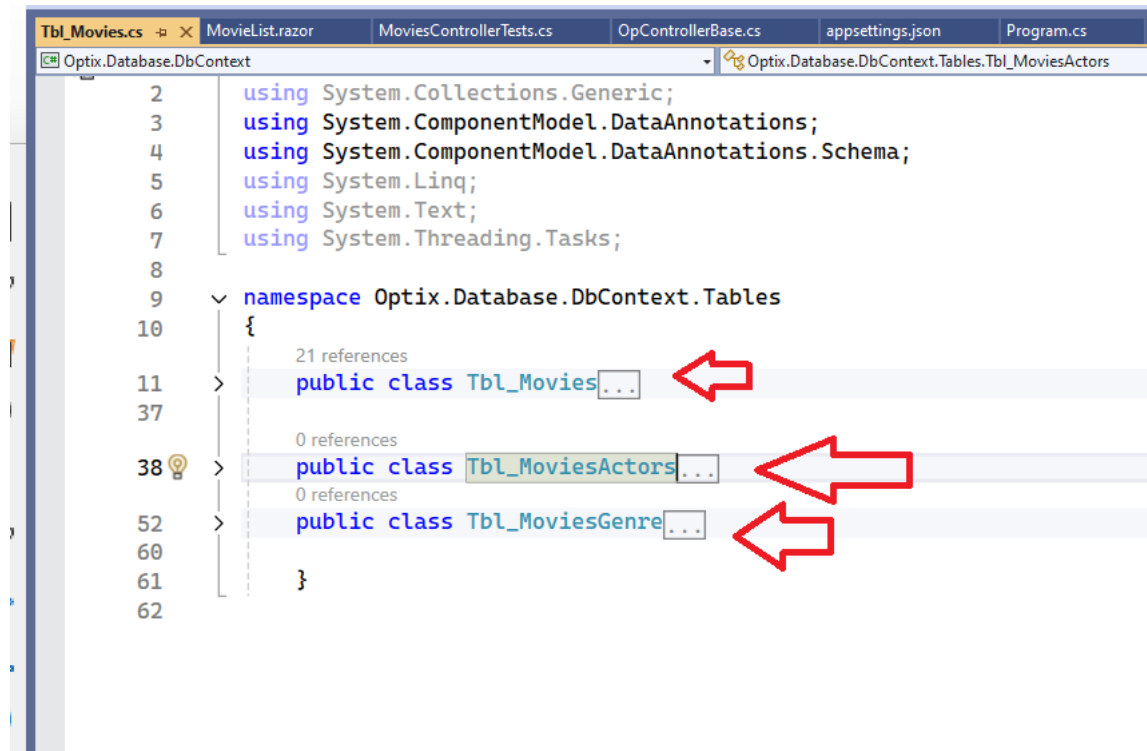 Tbl_Movies.cs MovieList.razor MoviesControllerTests.cs OpControllerBase.cs appsettings.json Program.cs
C# Optix.Database.DbContext Optix.Database.DbContext.Tables.Tbl_MoviesActors
2 using System.Collections.Generic;
3 using System.ComponentModel.DataAnnotations;
4 using System.ComponentModel.DataAnnotations.Schema;
5 using System.Linq;
6 using System.Text;
7 using System.Threading.Tasks;
8
9 namespace Optix.Database.DbContext.Tables
10 {
21 references
11 public class Tbl_Movies...
37
0 references
38 public class Tbl_MoviesActors...
0 references
52 public class Tbl_MoviesGenre...
60
61 }
62